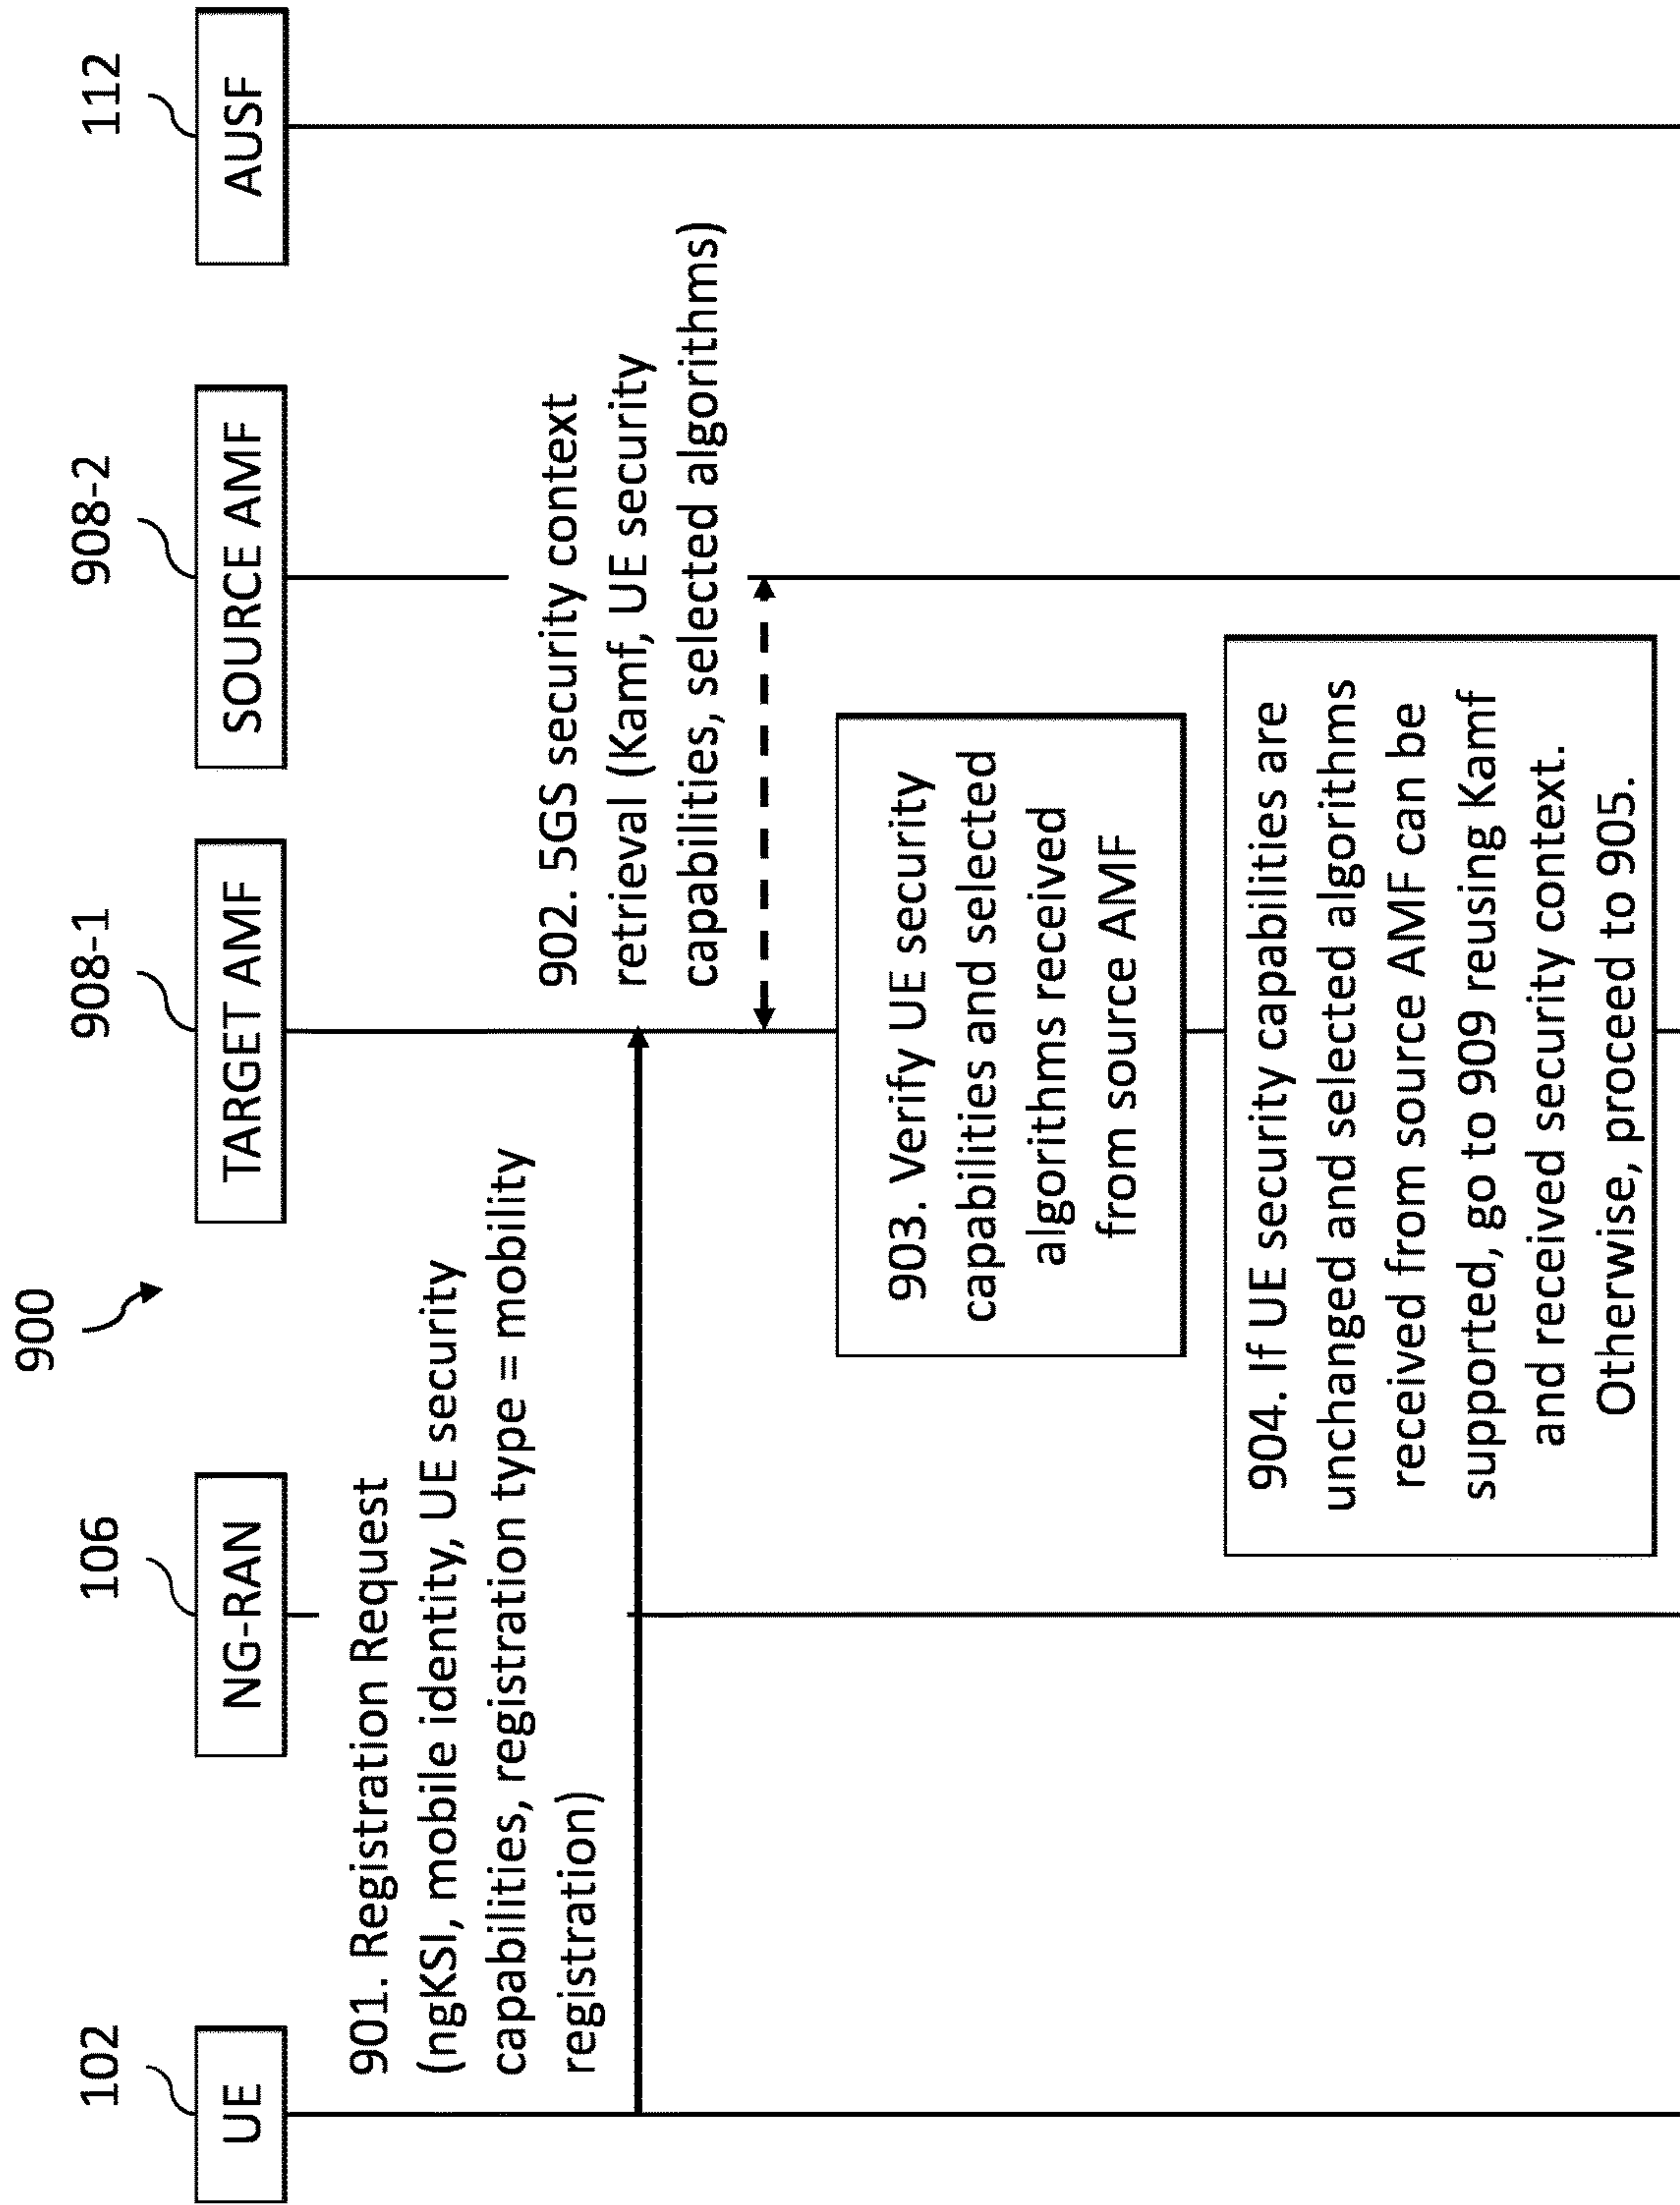 900
102
106
908-1
908-2
112
UE
NG-RAN
TARGET AMF
SOURCE AMF
AUSF
901. Registration Request
(ngKSI, mobile identity, UE security
capabilities, registration type = mobility
registration)
902. 5GS security context
retrieval (Kamf, UE security
capabilities, selected algorithms)
903. Verify UE security
capabilities and selected
algorithms received
from source AMF
904. If UE security capabilities are
unchanged and selected algorithms
received from source AMF can be
supported, go to 909 reusing Kamf
and received security context.
Otherwise, proceed to 905.